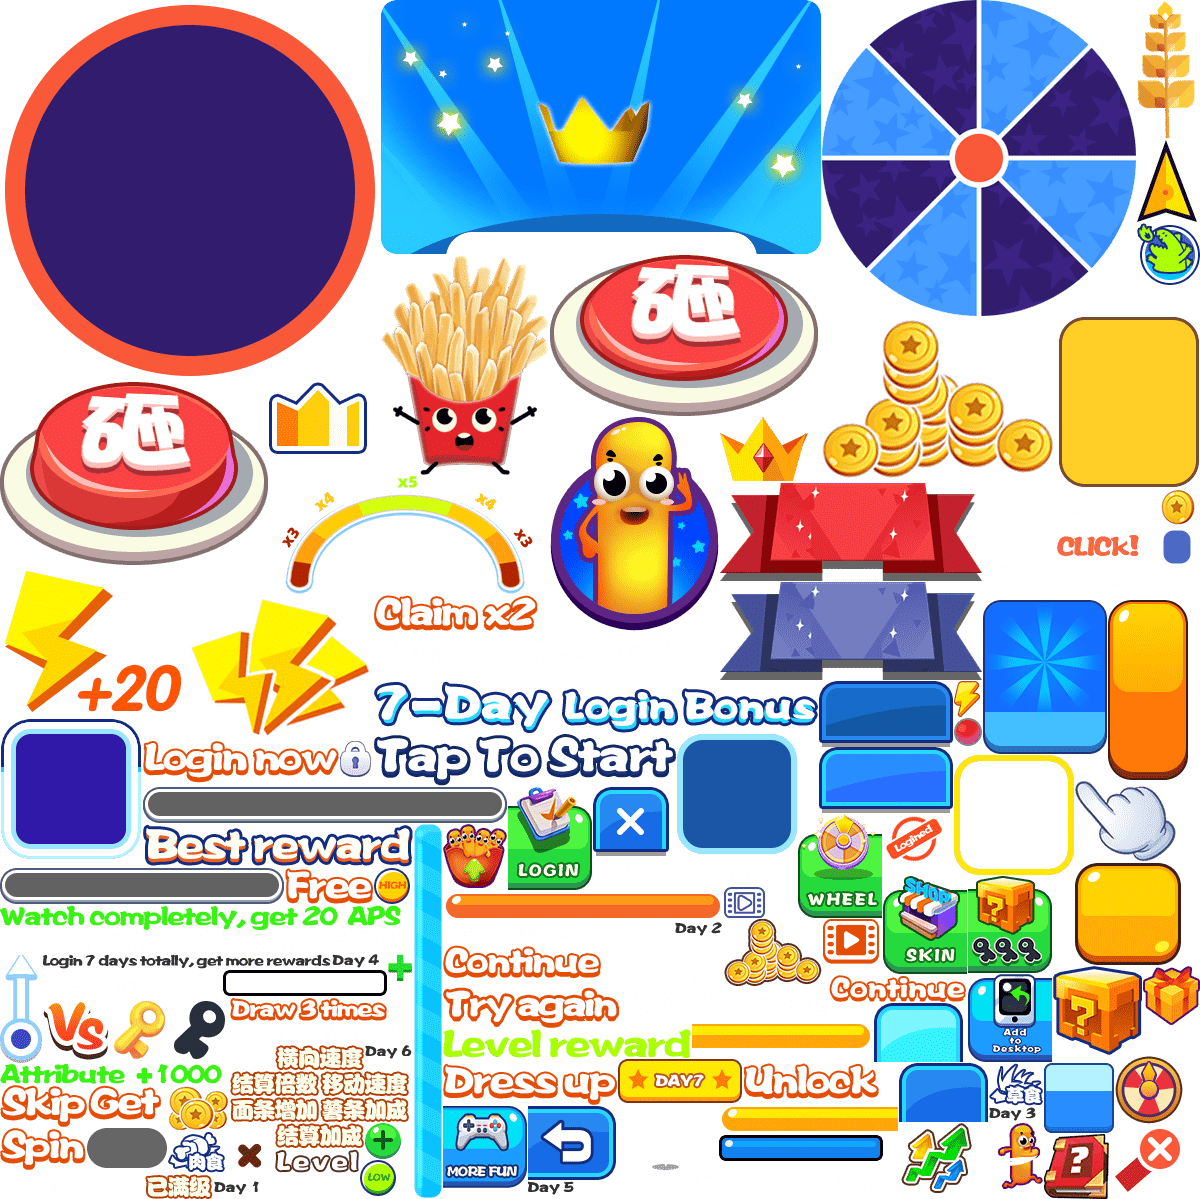 砸
砸
x5
x4
x4
x3
x3
CLICK!
Claim x2
+20
7-Day Login Bonus
Login now
Tap To Start
Best reward
LOGIN
Logined
WHEEL
Free
HIGH
Watch completely, get 20 APS
Day 2
SHOP
SKIN
?
Login 7 days totally, get more rewards
Day 4
Continue
Continue
Draw 3 times
Try again
Add
to
Desktop
?
VS
Level reward
横向速度
Day 6
Attribute +1000
结算倍数
移动速度
Dress up
DAY7
Unlock
Skip
Get
面条增加
薯条加成
草食
Day 3
结算加成
Spin
肉食
Level
LOW
MORE FUN
?
已满级
Day 1
Day 5